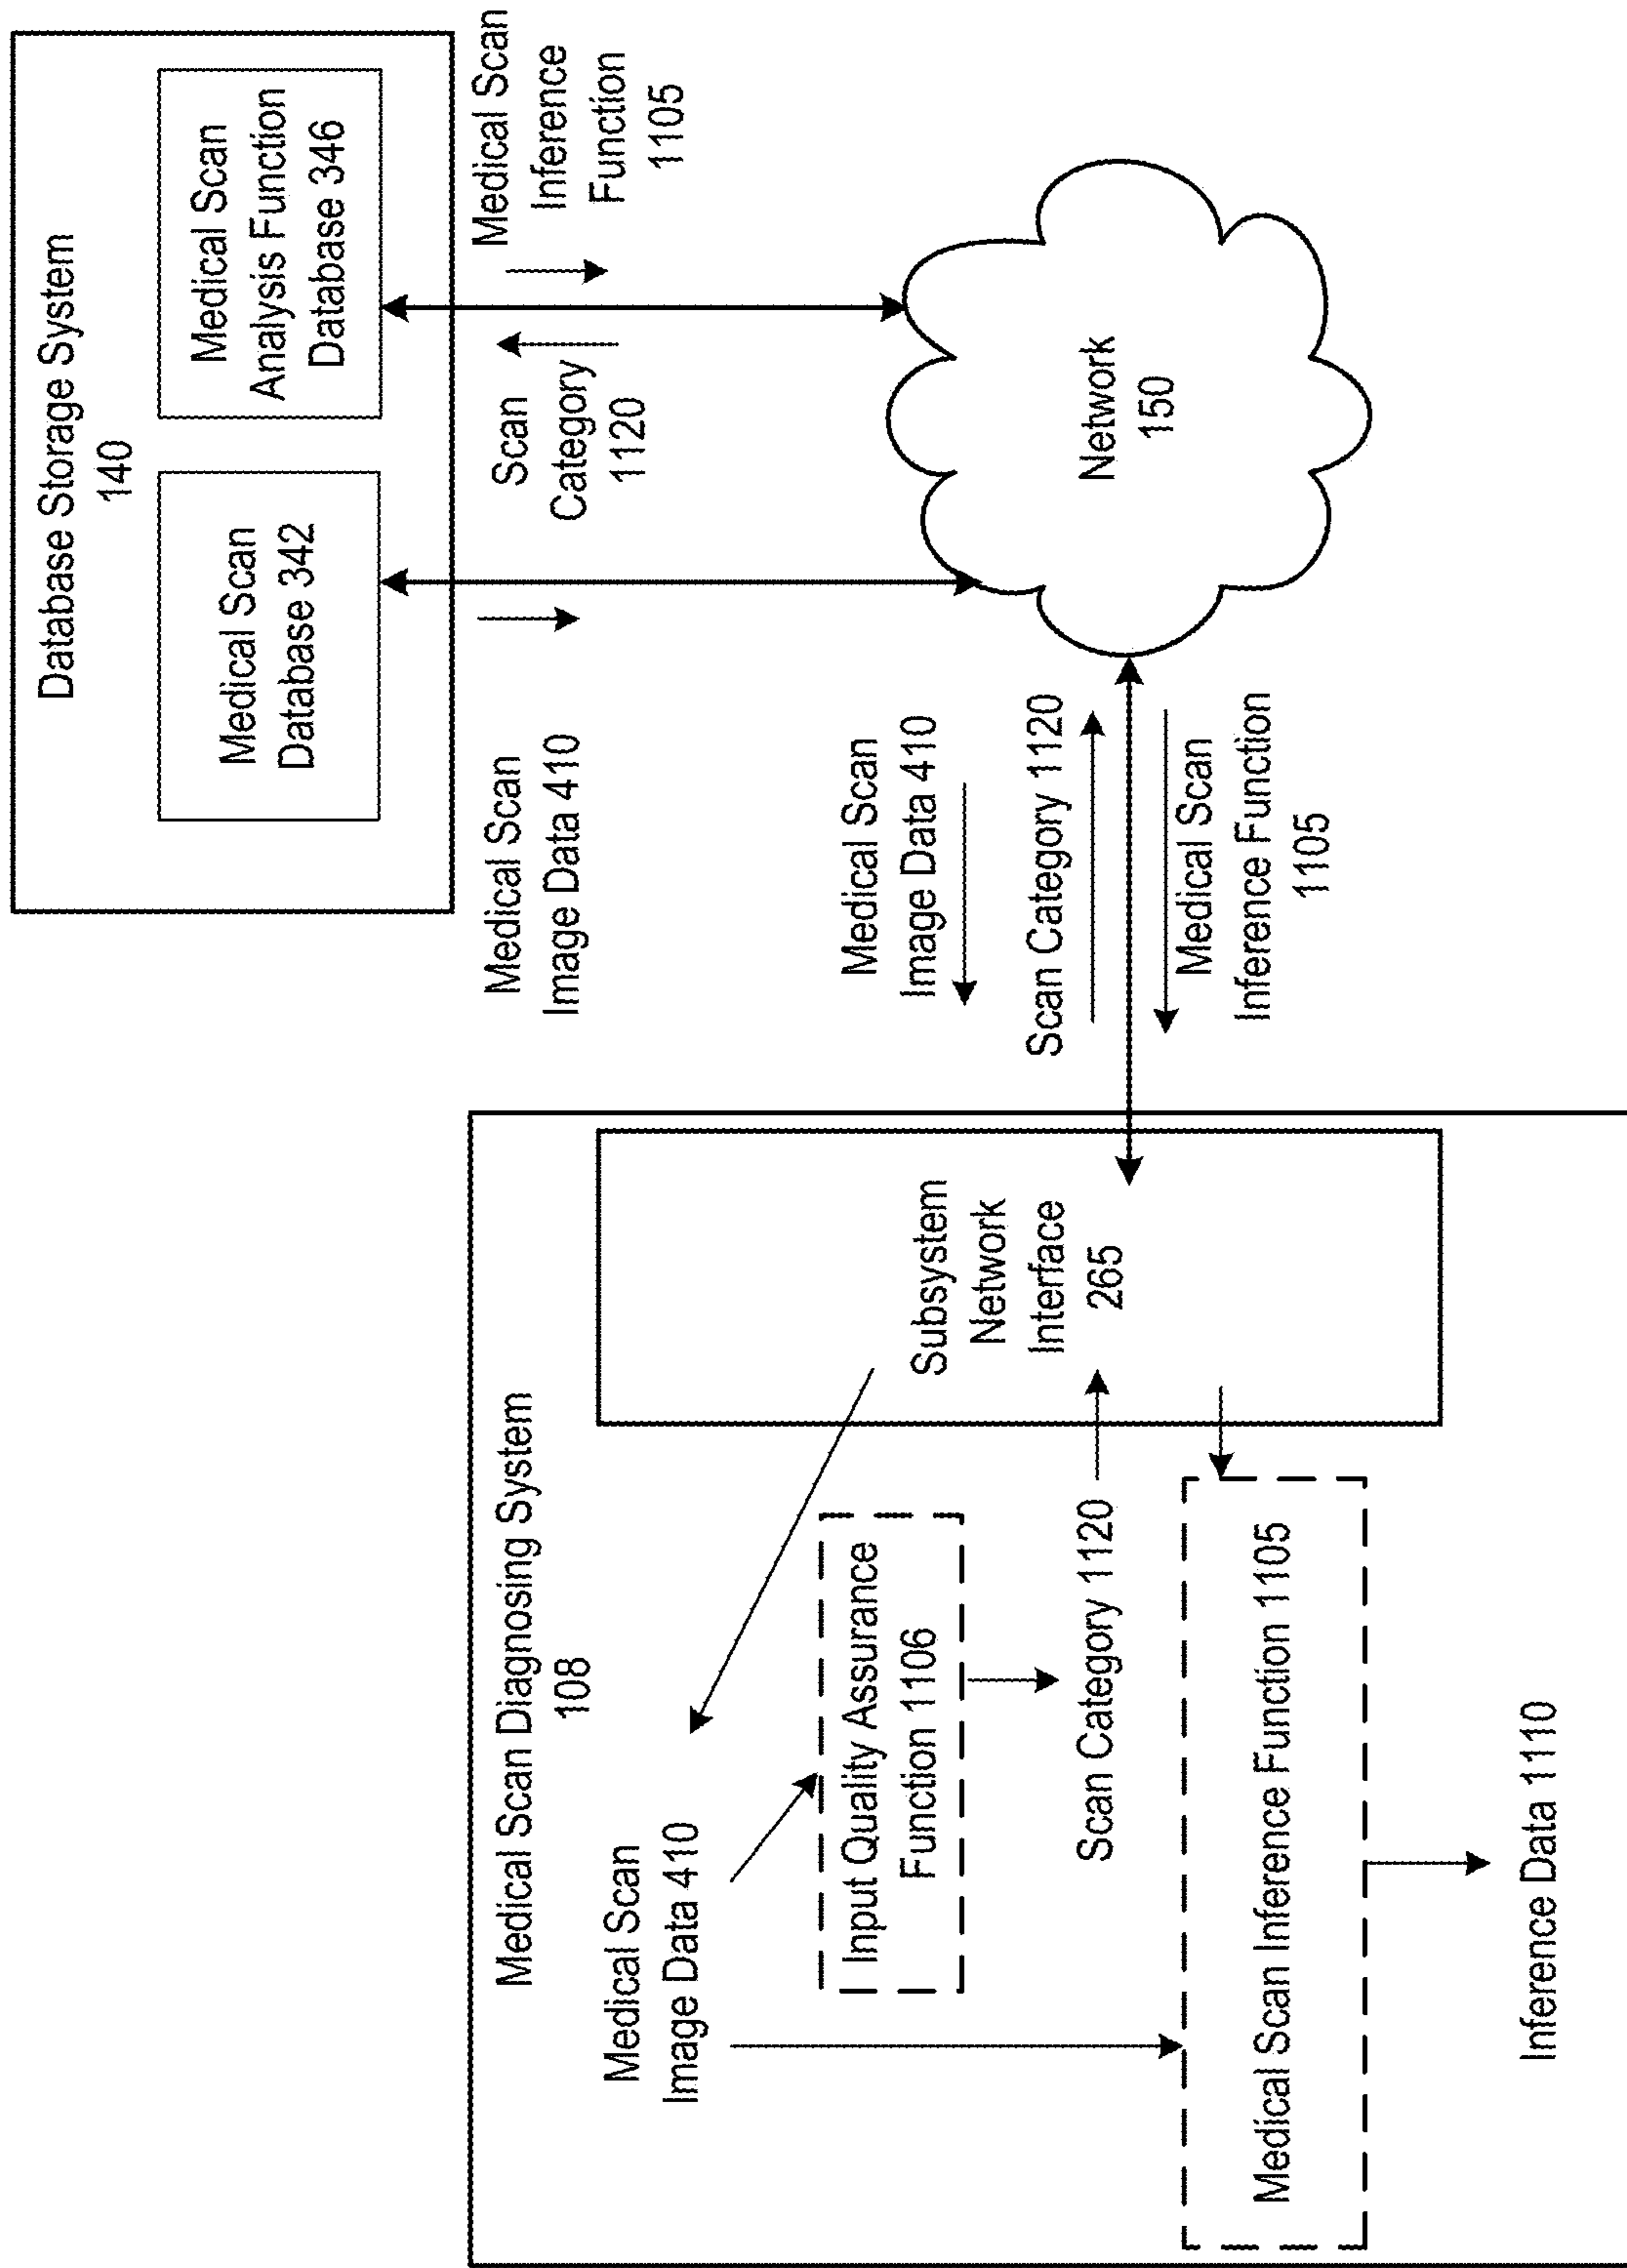 Medical Scan Diagnosing System
108
Medical Scan
Image Data 410
Input Quality Assurance
Function 1106
Scan Category 1120
Medical Scan Inference Function 1105
Inference Data 1110
Subsystem
Network
Interface
265
Medical Scan
Image Data 410
Scan Category 1120
Medical Scan
Inference Function
1105
Database Storage System
140
Medical Scan
Database 342
Medical Scan
Analysis Function
Database 346
Medical Scan
Image Data 410
Scan
Category
1120
Medical Scan
Inference
Function
1105
Network
150